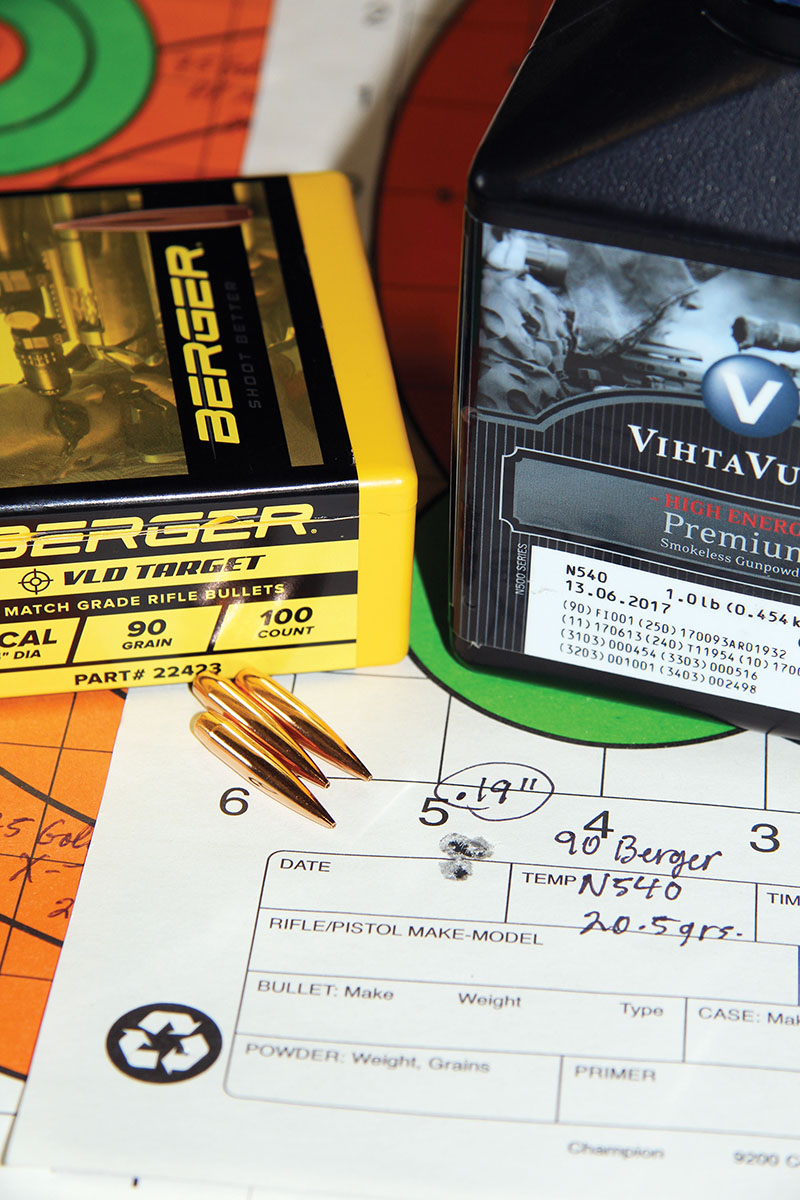 BERGER
SHOOT BETTER
BERGER
VLD TARGET
MATCH GRADE RIFLE BULLETS
CAL
" DIA
90
GRAIN
100
COUNT
PART# 22423
V
VIHTAVU
- HIGH ENERG
Premium
Smokeless Gunpowd
N500 SERIES
N540
13.06.2017
1.0lb (0.454 k
(90) FI001 (250) 170093AR01932
(11) 170613 (240) T11954 (10) 1700
(3103) 000454 (3303) 000516
(3203) 001001 (3403) 002498
.19"
6
5
4
3
90 Berger
N540
20.5grs.
DATE
TEMP
TIM
RIFLE/PISTOL MAKE-MODEL
BULLET: Make Weight Type
CASE: Mak
POWDER: Weight, Grains
PRIMER
Champion
9200 C